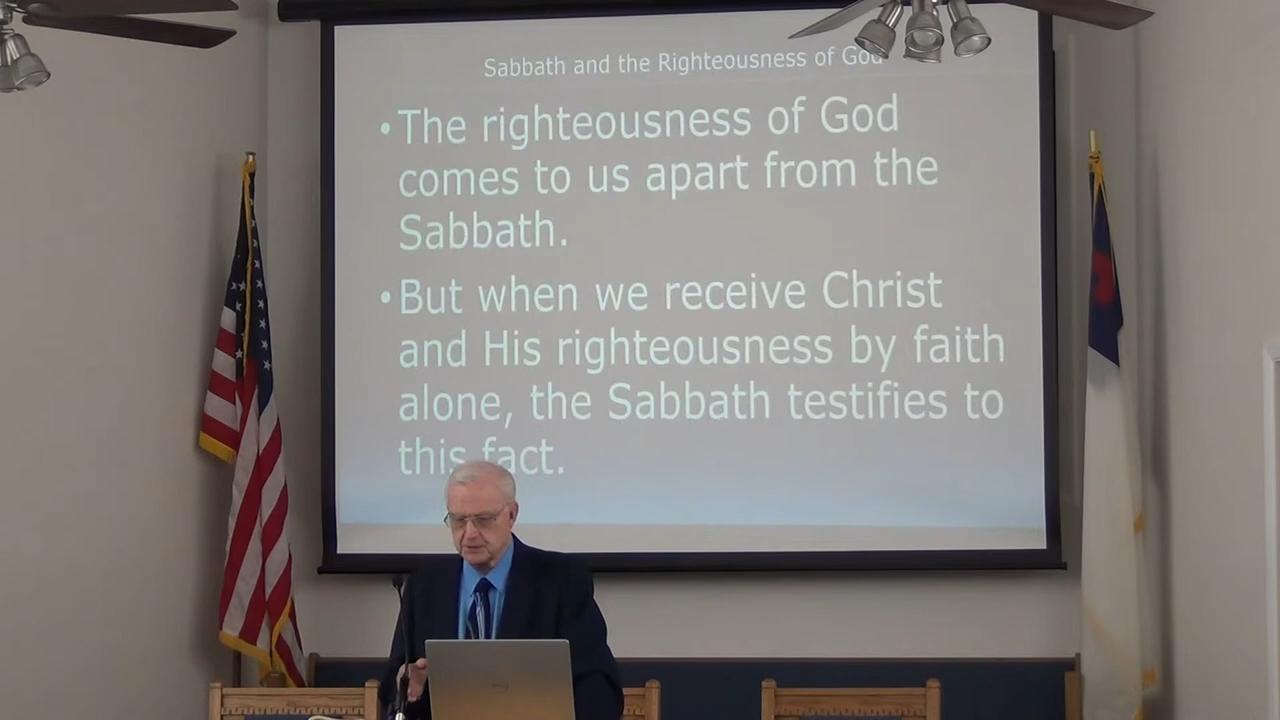 Sabbath and the Righteousness of God
• The righteousness of God
comes to us apart from the
Sabbath.
• But when we receive Christ
and His righteousness by faith
alone, the Sabbath testifies to
this fact.
DELL